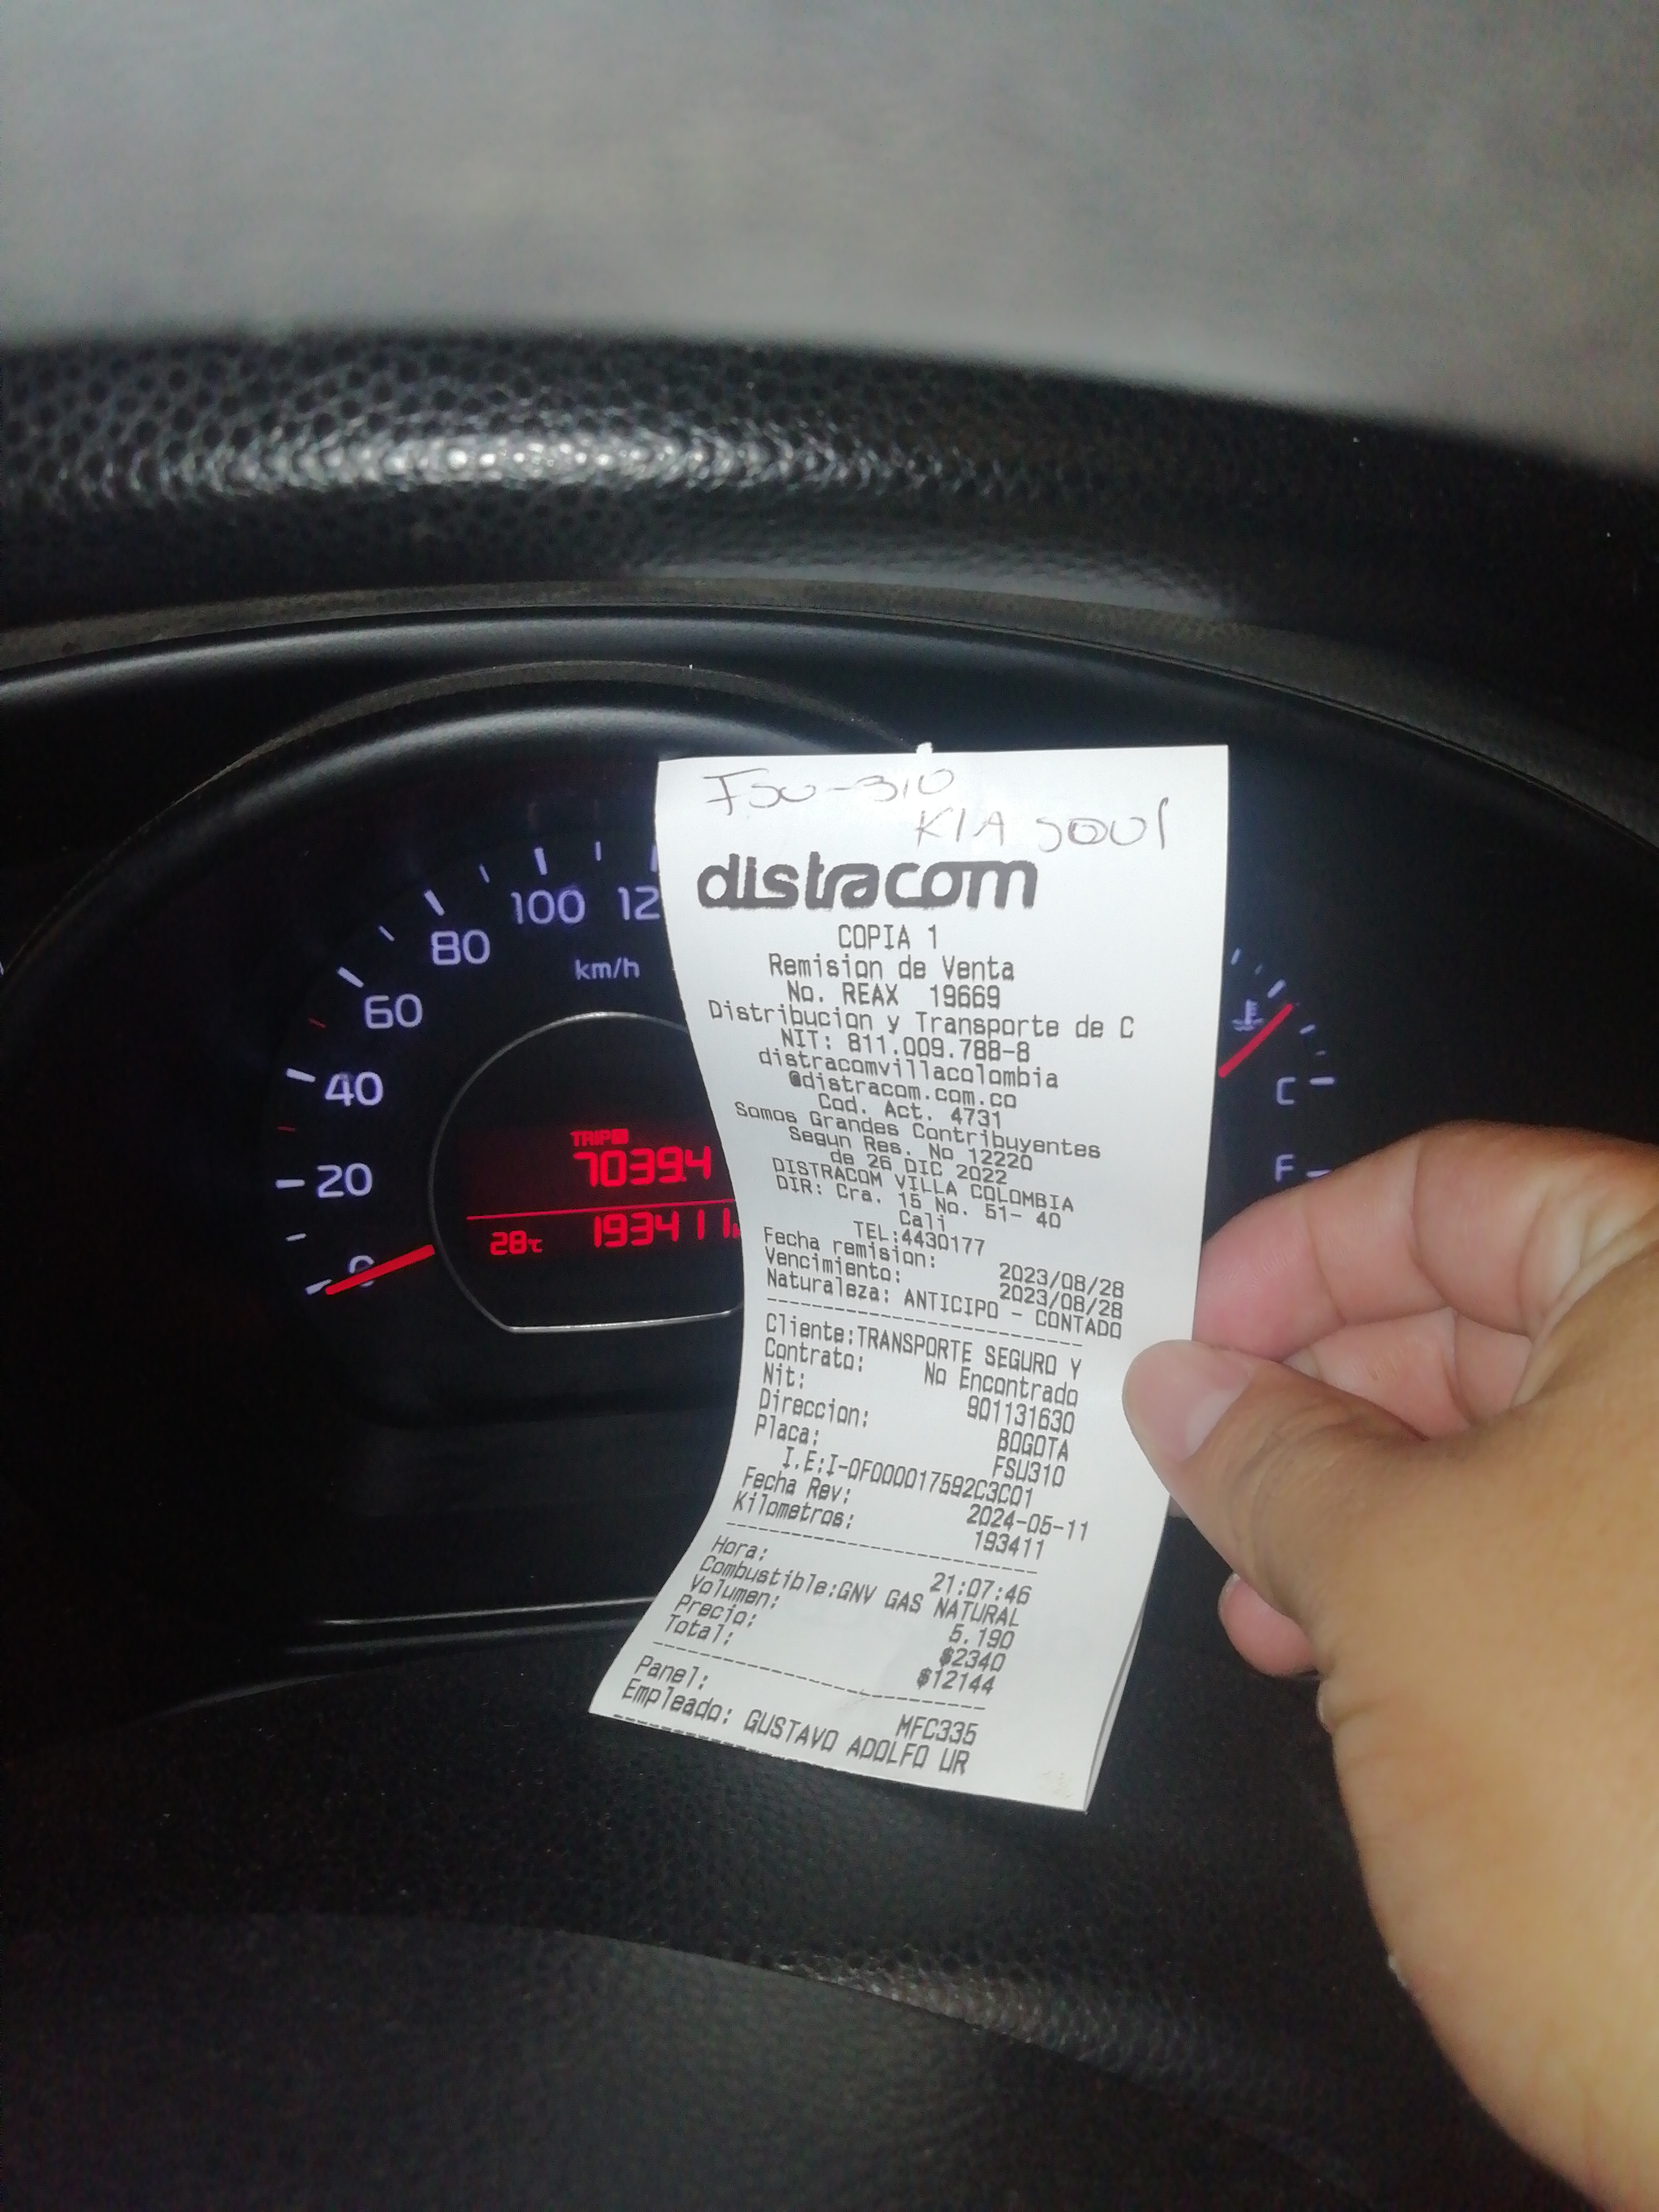 FSU-310
KIA SOUl
distracom
COPIA 1
Remision de Venta
No. REAX 19669
Distribucion y Transporte de C
NIT: 811.009.788-8
distracomvillacolombia
@distracom.com.co
Cod. Act. 4731
Somos Grandes Contribuyentes
Segun Res. No 12220
de 26 DIC 2022
DISTRACOM VILLA COLOMBIA
DIR: Cra. 15 No. 51- 40
Cali
TEL:4430177
Fecha remision: 2023/08/28
Vencimiento: 2023/08/28
Naturaleza: ANTICIPO - CONTADO
Cliente:TRANSPORTE SEGURO Y
Contrato: No Encontrado
Nit: 901131630
Direccion: BOGOTA
Placa: FSU310
I.E:I-0F000017592C3C01
Fecha Rev: 2024-05-11
Kilometros: 193411
Hora: 21:07:46
Combustible:GNV GAS NATURAL
Volumen: 5.190
Precio: $2340
Total: $12144
Panel: MFC335
Empleado: GUSTAVO ADOLFO UR
0
20
40
60
80
100
12
km/h
TRIP
7039.4
28°C 193411
C
F